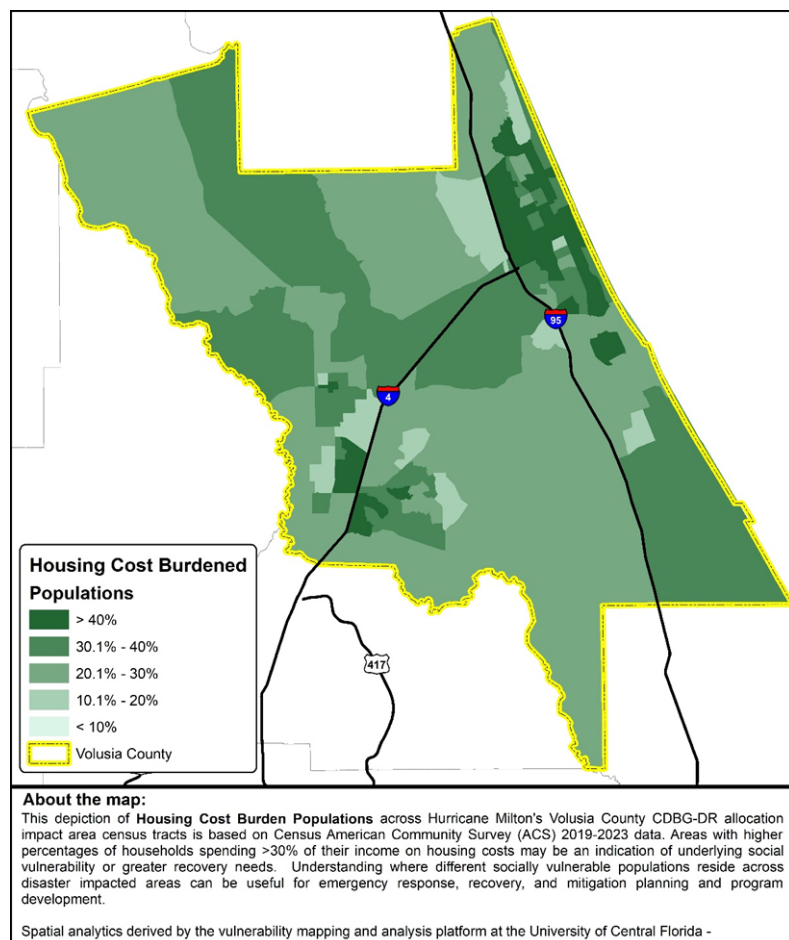 95
4
Housing Cost Burdened
Populations
> 40%
30.1% - 40%
20.1% - 30%
10.1% - 20%
< 10%
Volusia County
417
About the map:
This depiction of Housing Cost Burden Populations across Hurricane Milton's Volusia County CDBG-DR allocation
impact area census tracts is based on Census American Community Survey (ACS) 2019-2023 data. Areas with higher
percentages of households spending >30% of their income on housing costs may be an indication of underlying social
vulnerability or greater recovery needs. Understanding where different socially vulnerable populations reside across
disaster impacted areas can be useful for emergency response, recovery, and mitigation planning and program
development.
Spatial analytics derived by the vulnerability mapping and analysis platform at the University of Central Florida -